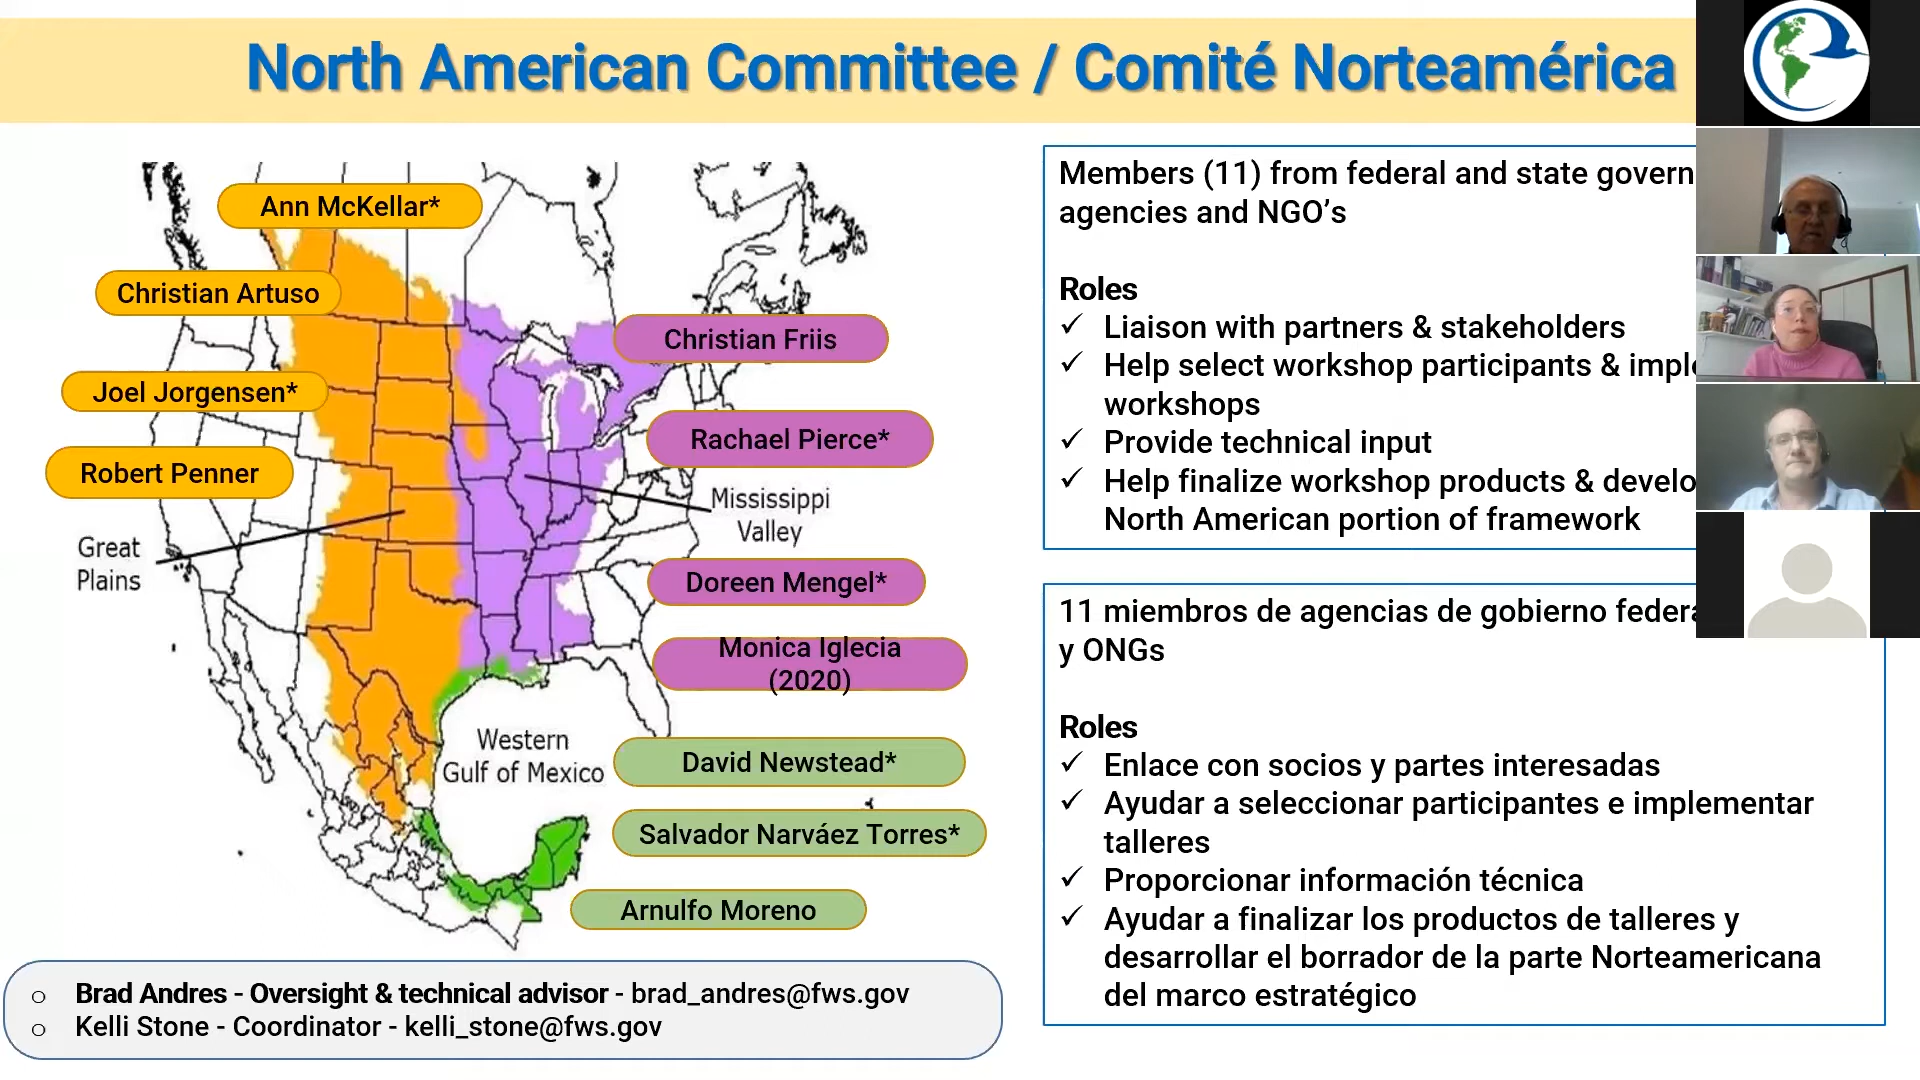 North American Committee / Comité Norteamérica
Ann McKellar*
Christian Artuso
Joel Jorgensen*
Robert Penner
Great
Plains
Christian Friis
Rachael Pierce*
Mississippi
Valley
Doreen Mengel*
Monica Iglecia
(2020)
Western
Gulf of Mexico
David Newstead*
Salvador Narváez Torres*
Arnulfo Moreno
o Brad Andres - Oversight & technical advisor - brad_andres@fws.gov
o Kelli Stone - Coordinator - kelli_stone@fws.gov
Members (11) from federal and state govern
agencies and NGO’s
Roles
✓ Liaison with partners & stakeholders
✓ Help select workshop participants & imple
workshops
✓ Provide technical input
✓ Help finalize workshop products & develo
North American portion of framework
11 miembros de agencias de gobierno federa
y ONGs
Roles
✓ Enlace con socios y partes interesadas
✓ Ayudar a seleccionar participantes e implementar
talleres
✓ Proporcionar información técnica
✓ Ayudar a finalizar los productos de talleres y
desarrollar el borrador de la parte Norteamericana
del marco estratégico